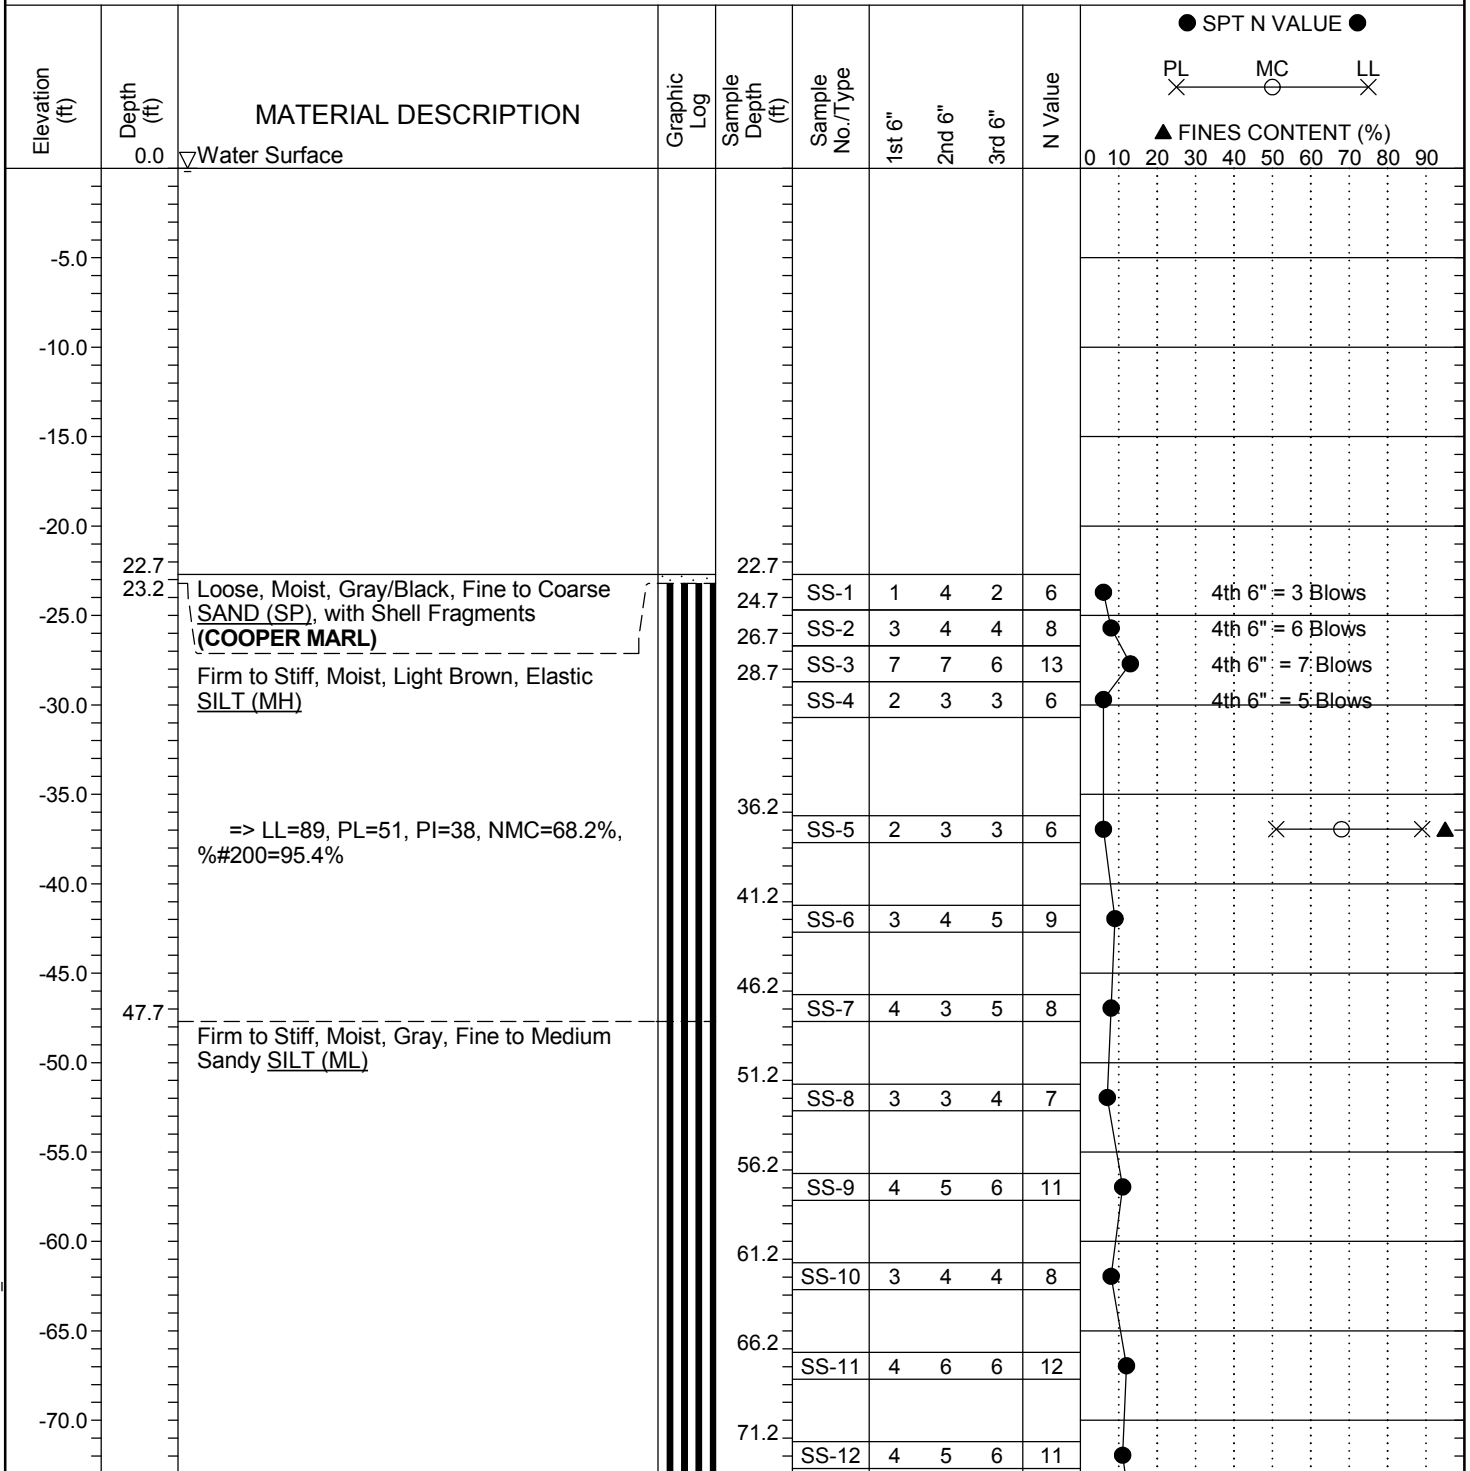 ● SPT N VALUE ●
PL MC LL
▲ FINES CONTENT (%)
Elevation (ft)
Depth (ft)
MATERIAL DESCRIPTION
Graphic Log
Sample Depth (ft)
Sample No./Type
1st 6"
2nd 6"
3rd 6"
N Value
0 10 20 30 40 50 60 70 80 90
0.0 Water Surface
-5.0
-10.0
-15.0
-20.0
22.7 22.7
23.2 Loose, Moist, Gray/Black, Fine to Coarse SS-1 1 4 2 6 4th 6" = 3 Blows
24.7
-25.0 SAND (SP), with Shell Fragments
(COOPER MARL) SS-2 3 4 4 8 4th 6" = 6 Blows
26.7
SS-3 7 7 6 13 4th 6" = 7 Blows
28.7
Firm to Stiff, Moist, Light Brown, Elastic
-30.0 SILT (MH) SS-4 2 3 3 6 4th 6" = 5 Blows
-35.0
36.2
=> LL=89, PL=51, PI=38, NMC=68.2%, SS-5 2 3 3 6
%#200=95.4%
-40.0
41.2
SS-6 3 4 5 9
-45.0
46.2
47.7 SS-7 4 3 5 8
Firm to Stiff, Moist, Gray, Fine to Medium
-50.0 Sandy SILT (ML)
51.2
SS-8 3 3 4 7
-55.0
56.2
SS-9 4 5 6 11
-60.0
61.2
SS-10 3 4 4 8
-65.0
66.2
SS-11 4 6 6 12
-70.0
71.2
SS-12 4 5 6 11